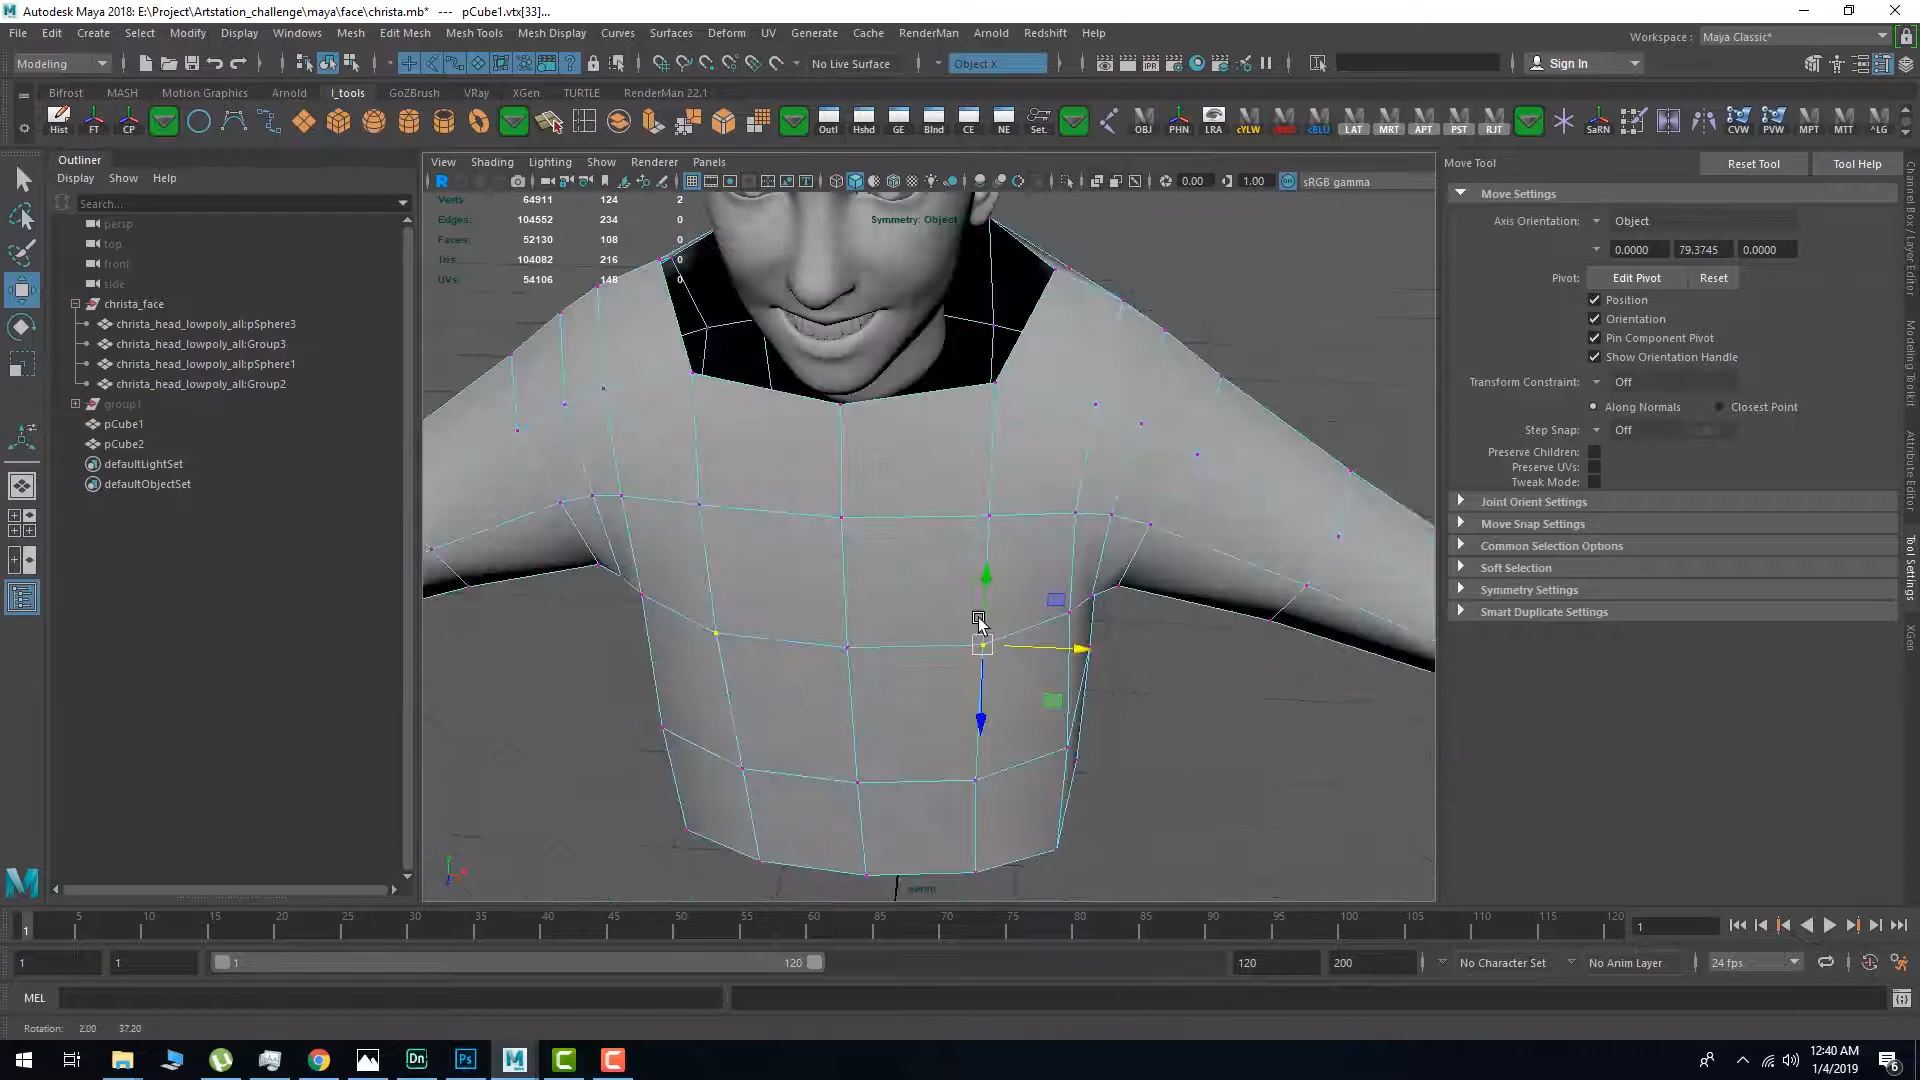 Autodesk Maya 2018: E:\Project\Artstation_challenge\maya\face\christa.mb*   ---   pCube1.vtx[33]...
File Edit Create Select Modify Display Windows Mesh Edit Mesh Mesh Tools Mesh Display Curves Surfaces Deform UV Generate Cache RenderMan Arnold Redshift Help
Workspace : Maya Classic*
Modeling No Live Surface Object X Sign In
Bifrost MASH Motion Graphics Arnold l_tools GoZBrush VRay XGen TURTLE RenderMan 22.1
Hist FT CP Outl Hshd GE Blnd CE NE Set. OBJ PHN LRA cYLW cBLU LAT MRT APT PST RJT SaRN CVW PVW MPT MTT ^LG
Outliner
Display Show Help
Search...
persp
top
front
side
christa_face
christa_head_lowpoly_all:pSphere3
christa_head_lowpoly_all:Group3
christa_head_lowpoly_all:pSphere1
christa_head_lowpoly_all:Group2
group1
pCube1
pCube2
defaultLightSet
defaultObjectSet
View Shading Lighting Show Renderer Panels
0.00 1.00 sRGB gamma
Verts 64911 124 2
Edges: 104552 234 0
Faces: 52130 108 0
Tris: 104082 216 0
UVs: 54106 148 0
Symmetry: Object
persp
Move Tool Reset Tool Tool Help
Move Settings
Axis Orientation: Object
0.0000 79.3745 0.0000
Pivot: Edit Pivot Reset
Position
Orientation
Pin Component Pivot
Show Orientation Handle
Transform Constraint: Off
Along Normals Closest Point
Step Snap: Off
Preserve Children:
Preserve UVs:
Tweak Mode:
Joint Orient Settings
Move Snap Settings
Common Selection Options
Soft Selection
Symmetry Settings
Smart Duplicate Settings
Channel Box / Layer Editor
Modeling Toolkit
Attribute Editor
Tool Settings
XGen
5 10 15 20 25 30 35 40 45 50 55 60 65 70 75 80 85 90 95 100 105 110 115 120
1 1
1 1 1 120 120 200 No Character Set No Anim Layer 24 fps
MEL
Rotation: 2.00 37.20
Dn Ps
12:40 AM
1/4/2019
6